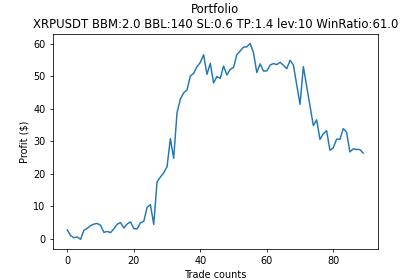 Portfolio
XRPUSDT BBM:2.0 BBL:140 SL:0.6 TP:1.4 lev:10 WinRatio:61.0
60
50
40
30
20
10
0
Profit ($)
0 20 40 60 80
Trade counts